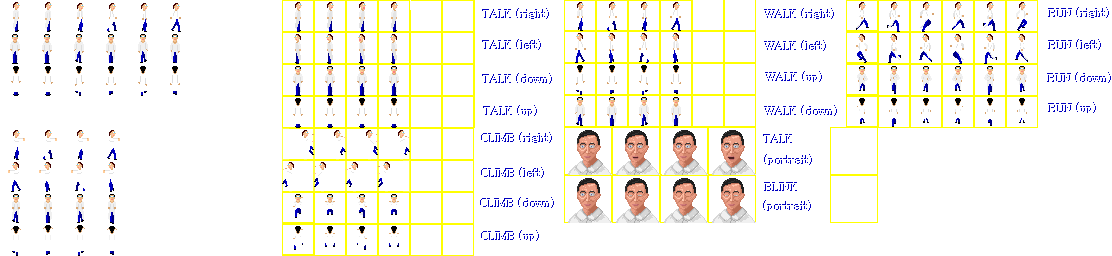 TALK (right)
TALK (left)
TALK (down)
TALK (up)
CLIMB (right)
CLIMB (left)
CLIMB (down)
CLIMB (up)
WALK (right)
WALK (left)
WALK (up)
WALK (down)
TALK
(portrait)
BLINK
(portrait)
RUN (right)
RUN (left)
RUN (down)
RUN (up)